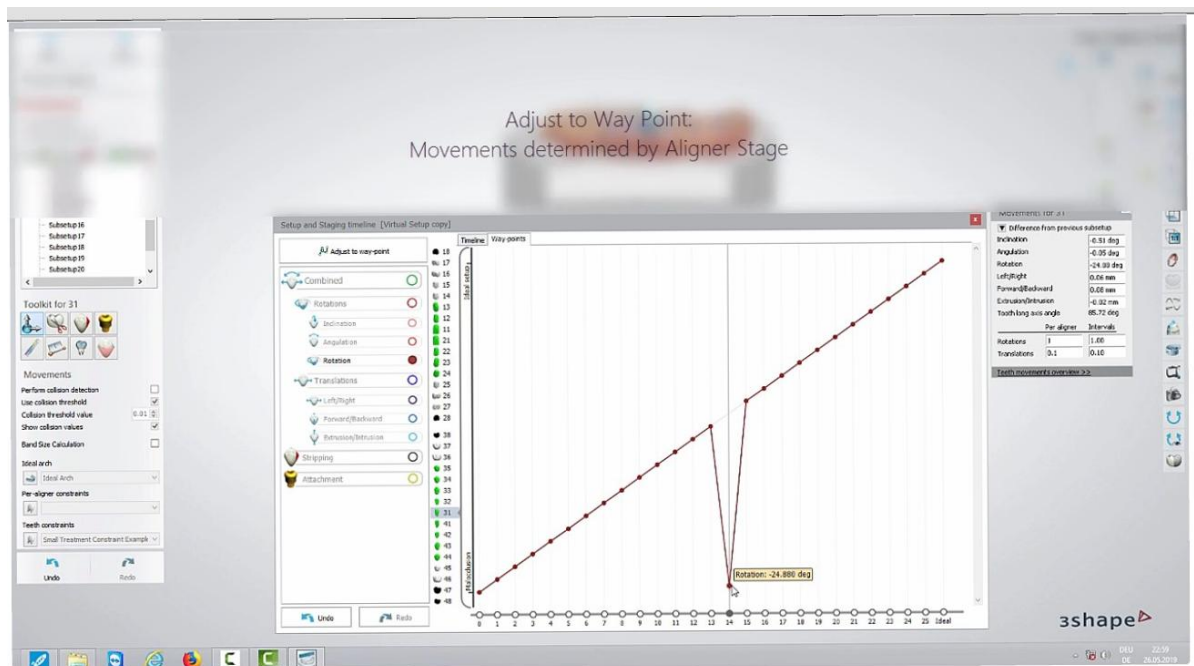 Adjust to Way Point:
Movements determined by Aligner Stage
Subsetup16
Subsetup17
Subsetup18
Subsetup19
Subsetup20
Toolkit for 31
Movements
Perform collision detection
Use collision threshold
Collision threshold value
0.01
Show collision values
Band Size Calculation
Ideal arch
Ideal Arch
Per-aligner constraints
Teeth constraints
Small Treatment Constraint Exampl
Undo
Redo
Setup and Staging timeline [Virtual Setup copy]
Adjust to way-point
Combined
Rotations
Inclination
Angulation
Rotation
Translations
Left/Right
Forward/Backward
Extrusion/Intrusion
Stripping
Attachment
Undo
Redo
18
17
16
15
14
13
12
11
21
22
23
24
25
26
27
28
38
37
36
35
34
33
32
31
41
42
43
44
45
46
47
48
Timeline Way-points
Ideal setup
Malocclusion
Rotation: -24.880 deg
0 1 2 3 4 5 6 7 8 9 10 11 12 13 14 15 16 17 18 19 20 21 22 23 24 25 Ideal
Movements for 31
Difference from previous subsetup
Inclination -0.51 deg
Angulation -0.05 deg
Rotation -24.88 deg
Left/Right 0.06 mm
Forward/Backward 0.08 mm
Extrusion/Intrusion -0.02 mm
Tooth long axis angle 85.72 deg
Per aligner Intervals
Rotations 1 1.00
Translations 0.1 0.10
Teeth movements overview >>
3shape
DEU
DE
22:59
26.05.2019